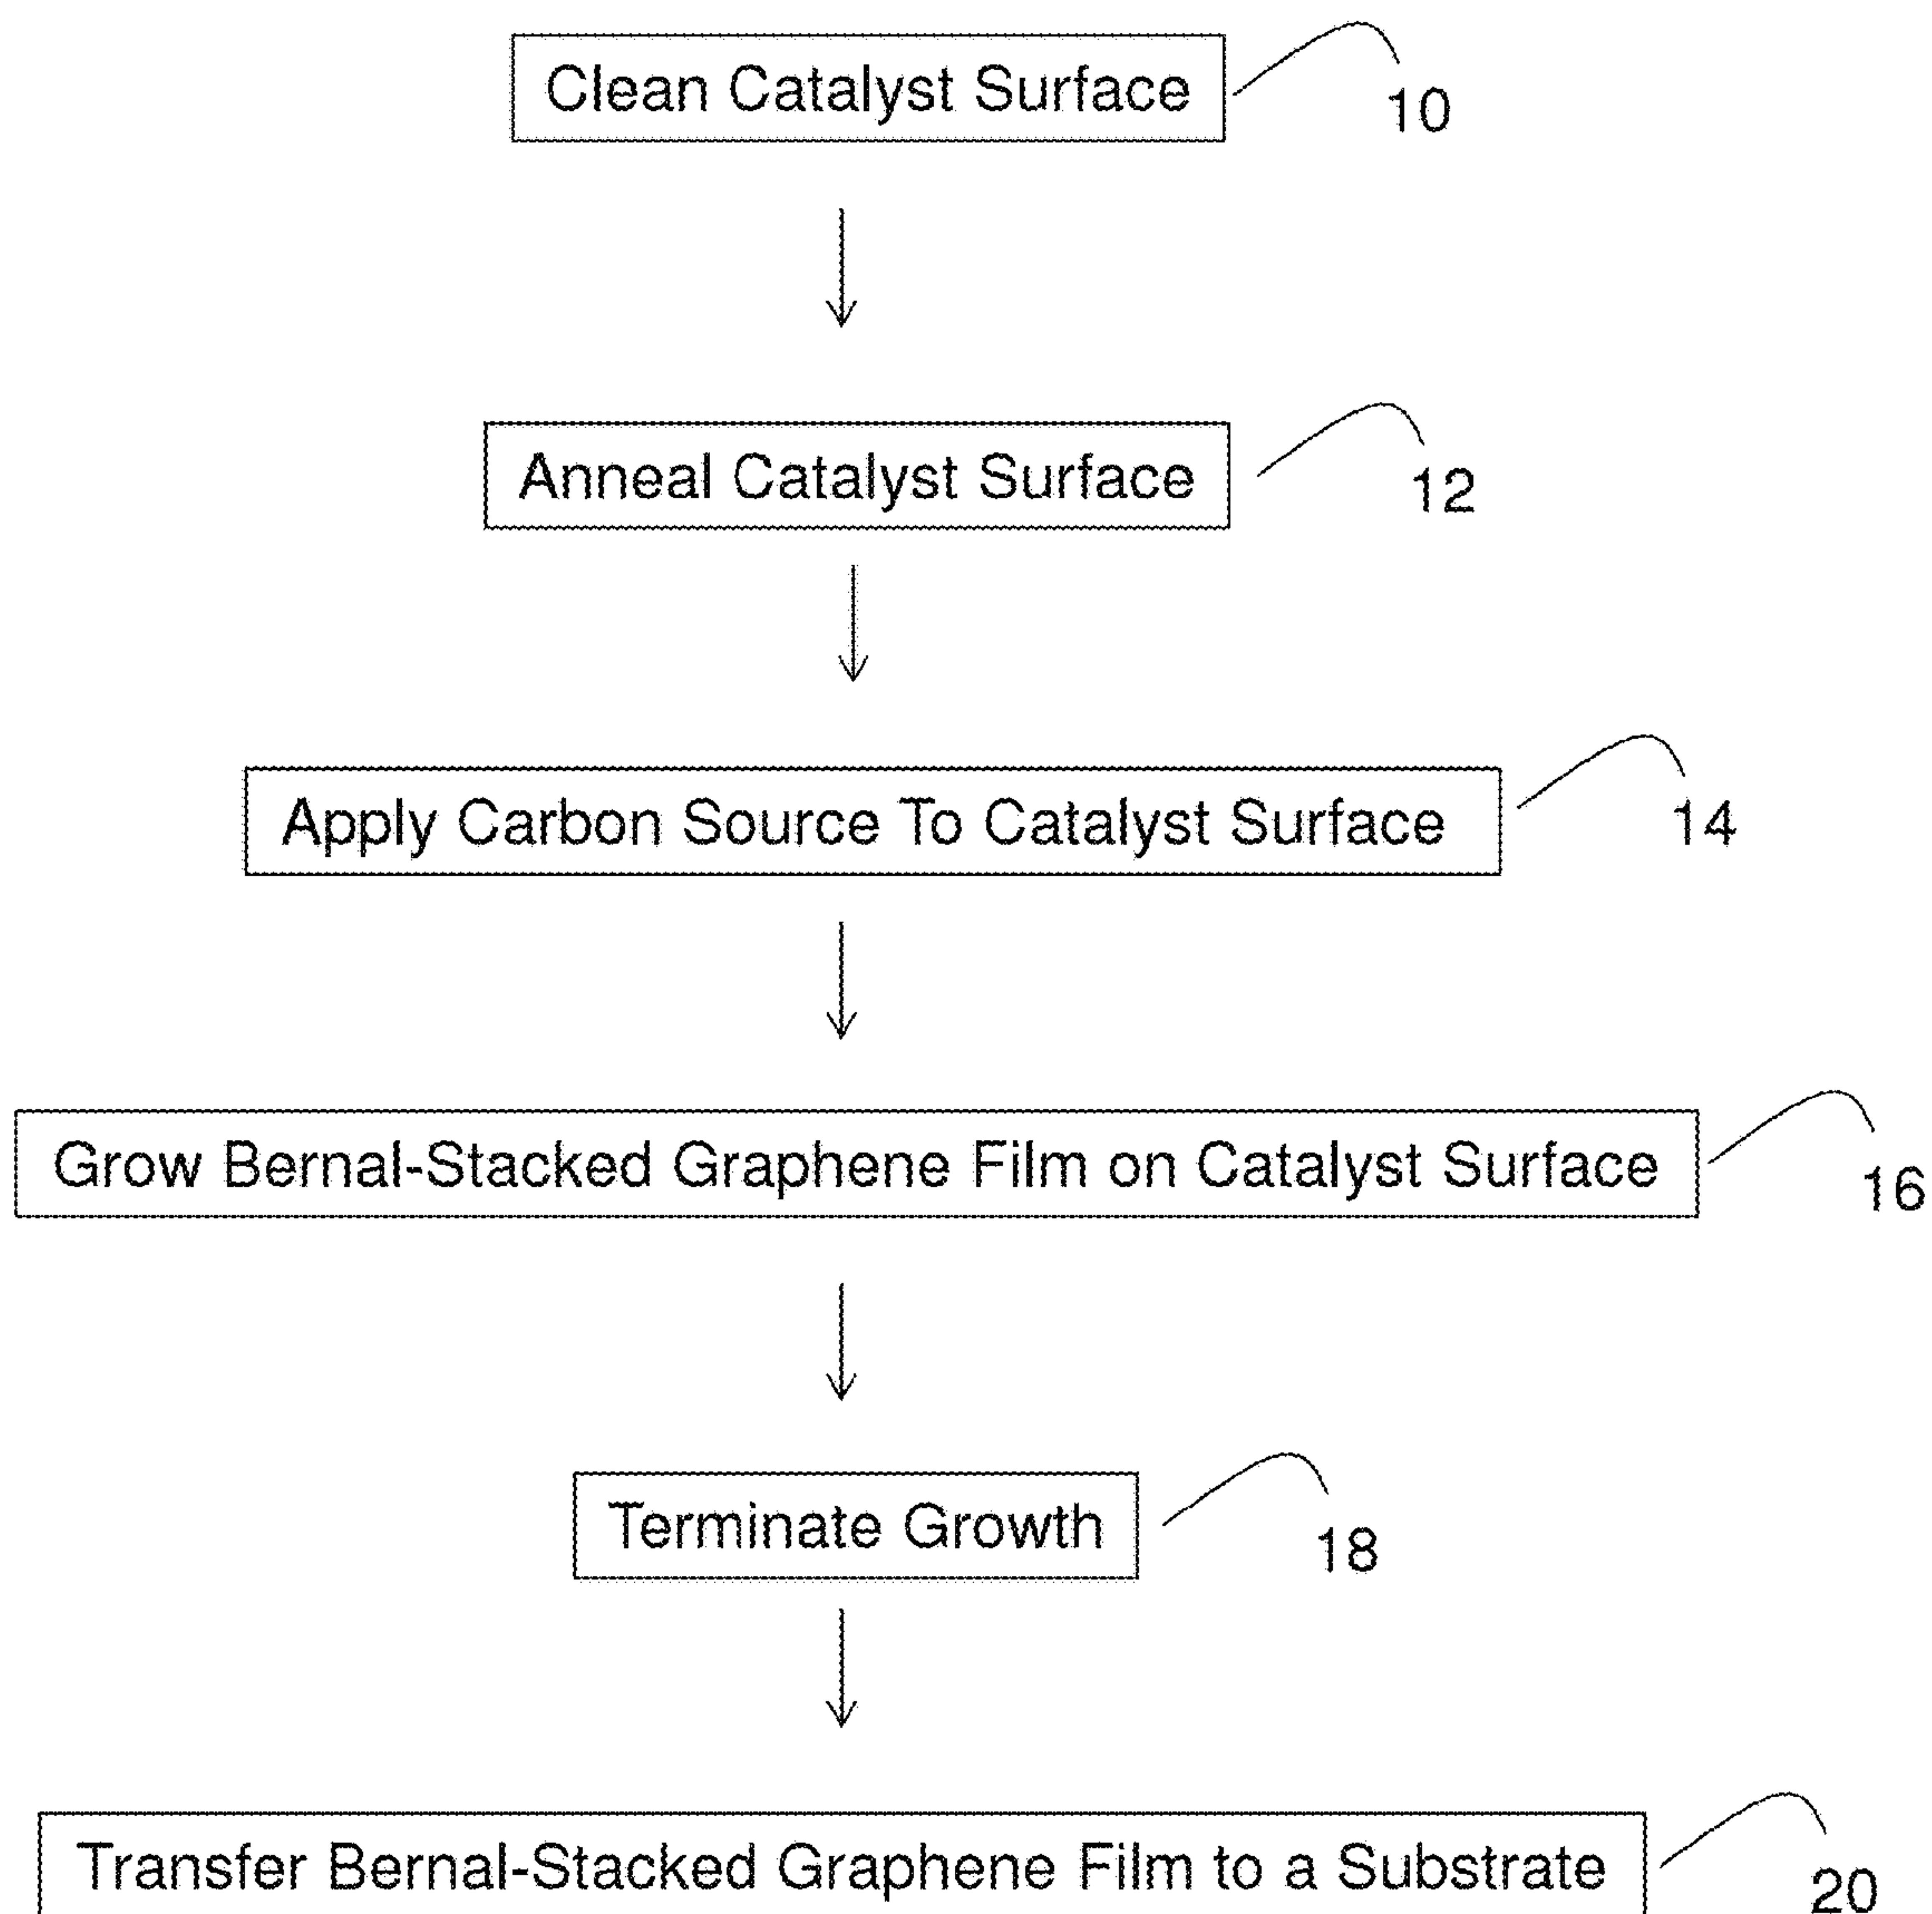 Clean Catalyst Surface
10
Anneal Catalyst Surface
12
Apply Carbon Source To Catalyst Surface
14
Grow Bernal-Stacked Graphene Film on Catalyst Surface
16
Terminate Growth
18
Transfer Bernal-Stacked Graphene Film to a Substrate
20